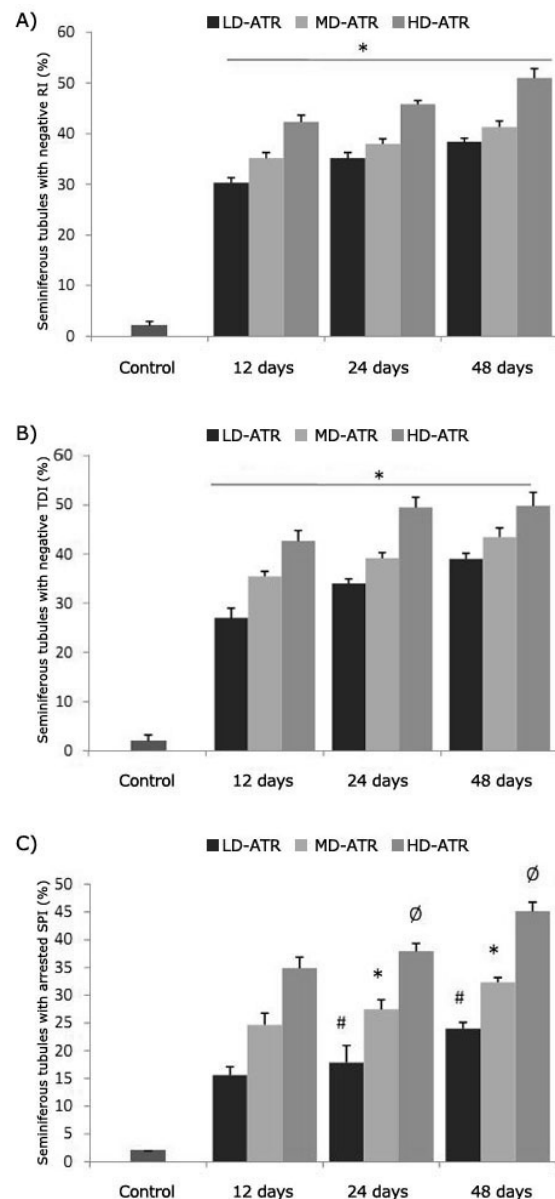 A)
■ LD-ATR ■ MD-ATR ■ HD-ATR
Seminiferous tubules with negative RI (%)
60
50
40
30
20
10
0
*
Control 12 days 24 days 48 days
B)
■ LD-ATR ■ MD-ATR ■ HD-ATR
Seminiferous tubules with negative TDI (%)
60
50
40
30
20
10
0
*
Control 12 days 24 days 48 days
C)
■ LD-ATR ■ MD-ATR ■ HD-ATR
Seminiferous tubules with arrested SPI (%)
50
45
40
35
30
25
20
15
10
5
0
# * Ø # * Ø
Control 12 days 24 days 48 days